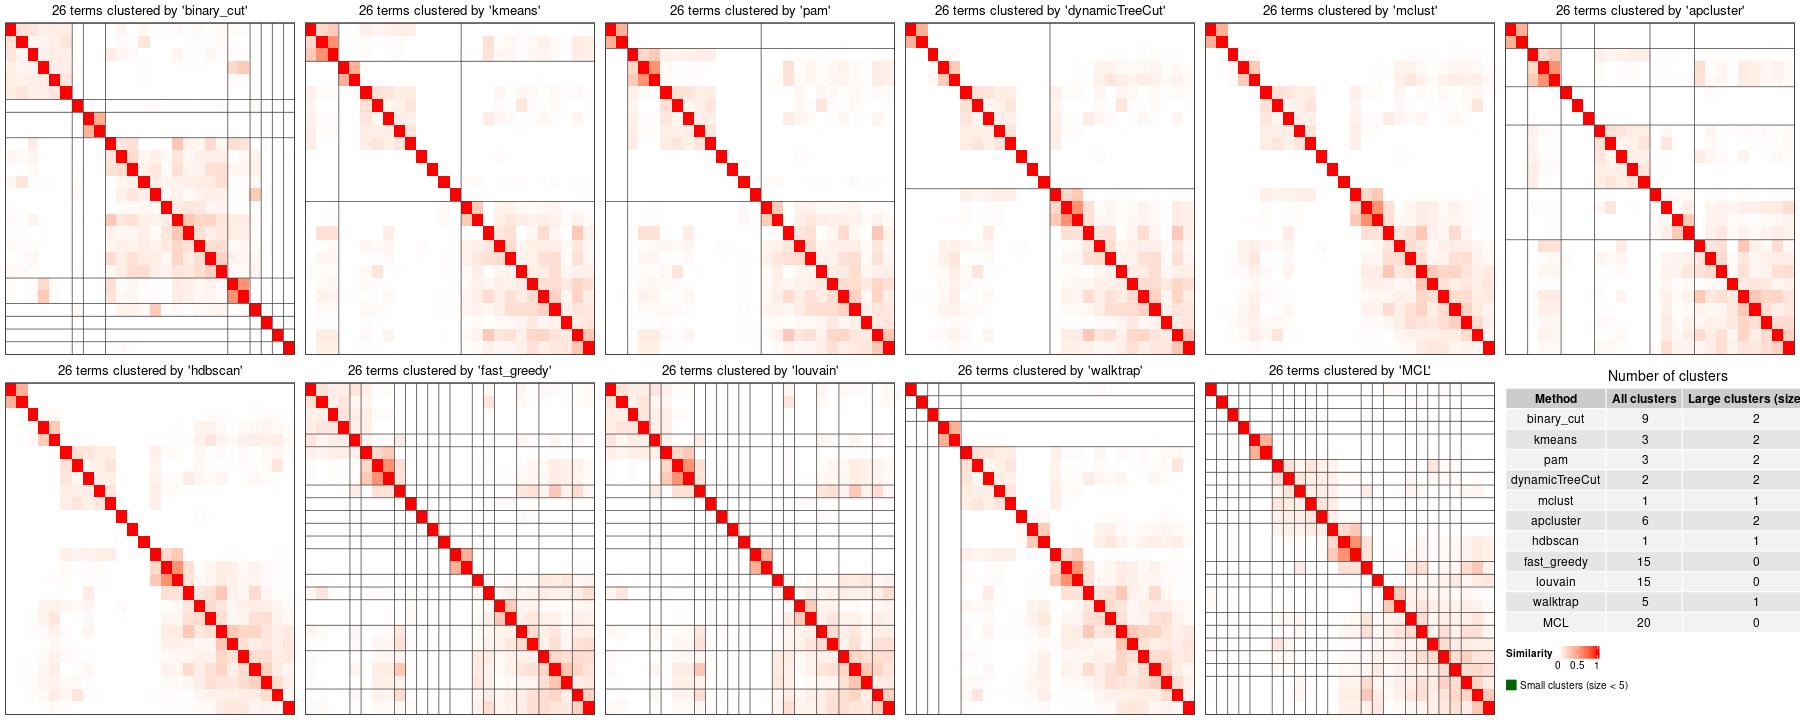 26 terms clustered by 'binary_cut'
26 terms clustered by 'kmeans'
26 terms clustered by 'pam'
26 terms clustered by 'dynamicTreeCut'
26 terms clustered by 'mclust'
26 terms clustered by 'apcluster'
26 terms clustered by 'hdbscan'
26 terms clustered by 'fast_greedy'
26 terms clustered by 'louvain'
26 terms clustered by 'walktrap'
26 terms clustered by 'MCL'
Number of clusters
Method All clusters Large clusters (size
binary_cut 9 2
kmeans 3 2
pam 3 2
dynamicTreeCut 2 2
mclust 1 1
apcluster 6 2
hdbscan 1 1
fast_greedy 15 0
louvain 15 0
walktrap 5 1
MCL 20 0
Similarity
0 0.5 1
Small clusters (size < 5)